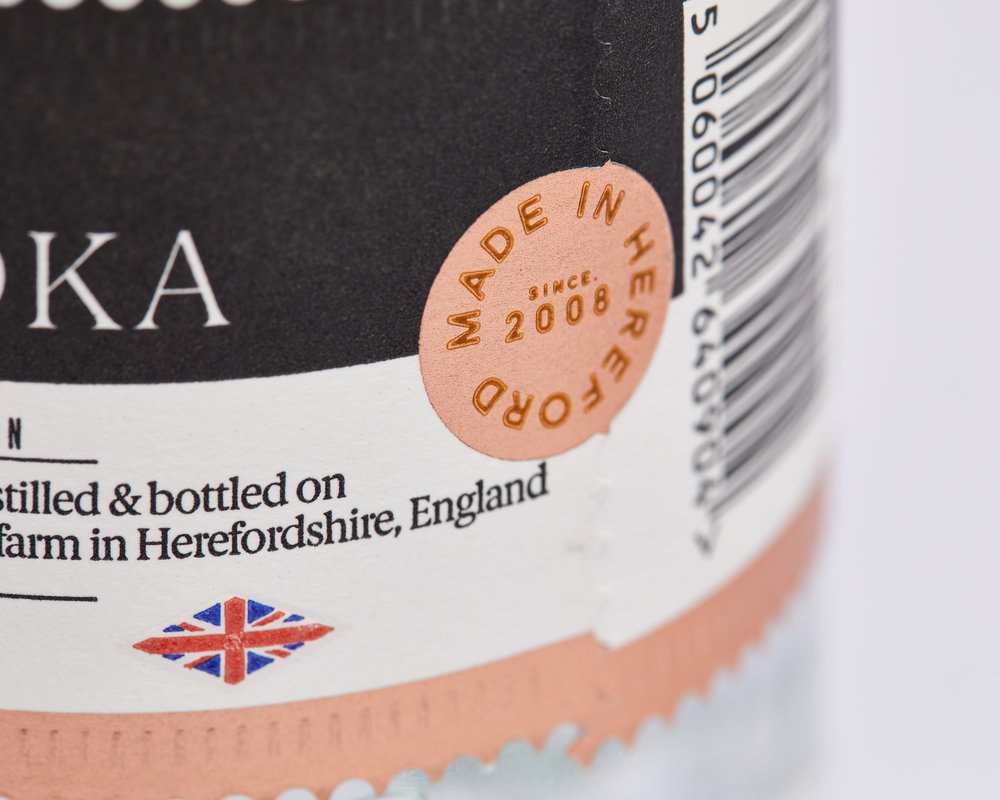 OKA
N
stilled & bottled on
farm in Herefordshire, England
MADE IN HEREFORD
SINCE.
2008
5 060042 640904